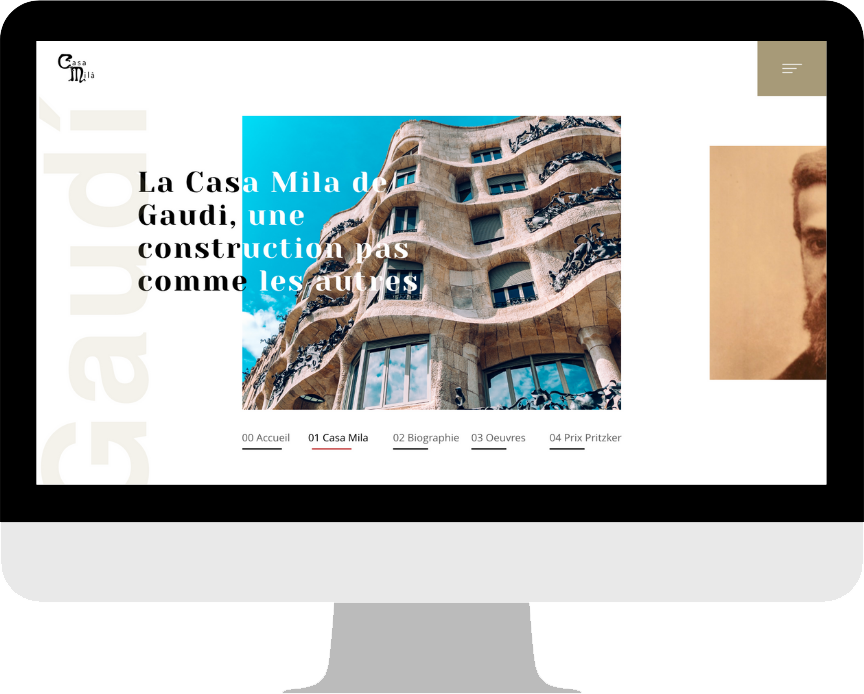 Casa
Milà
Gaudí
La Casa Mila de
Gaudi, une
construction pas
comme les autres
00 Accueil 01 Casa Mila 02 Biographie 03 Oeuvres 04 Prix Pritzker